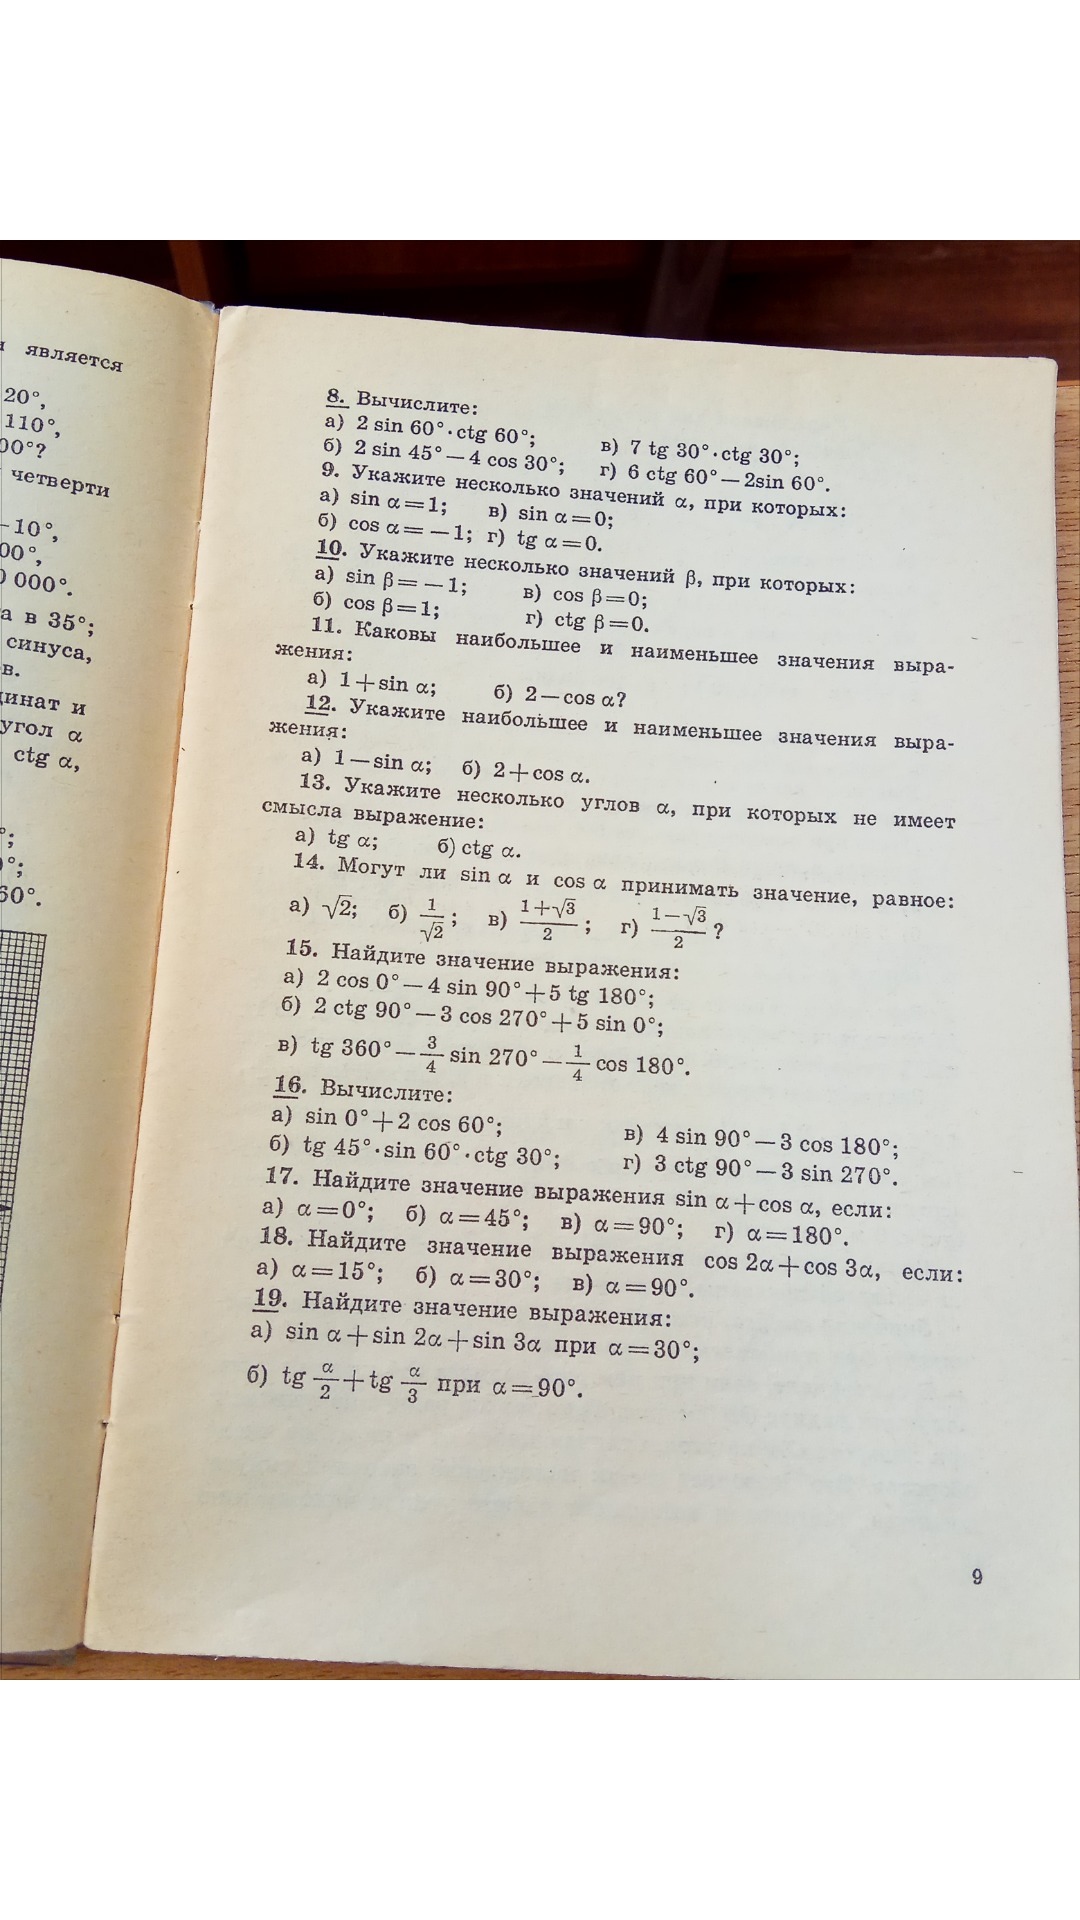 является
20°,
110°,
00°?
четверти
-10°,
00°,
000°.
а в 35°;
синуса,
в.
динат и
угол α
ctg α,
°;
°;
60°.
8. Вычислите:
а) 2 sin 60°·ctg 60°; в) 7 tg 30°·ctg 30°;
б) 2 sin 45° — 4 cos 30°; г) 6 ctg 60° — 2sin 60°.
9. Укажите несколько значений α, при которых:
а) sin α = 1; в) sin α = 0;
б) cos α = — 1; г) tg α = 0.
10. Укажите несколько значений β, при которых:
а) sin β = — 1; в) cos β = 0;
б) cos β = 1; г) ctg β = 0.
11. Каковы наибольшее и наименьшее значения выра-
жения:
а) 1 + sin α; б) 2 — cos α?
12. Укажите наибольшее и наименьшее значения выра-
жения:
а) 1 — sin α; б) 2 + cos α.
13. Укажите несколько углов α, при которых не имеет
смысла выражение:
а) tg α; б) ctg α.
14. Могут ли sin α и cos α принимать значение, равное:
а) √2; б) 1/√2; в) (1+√3)/2; г) (1—√3)/2?
15. Найдите значение выражения:
а) 2 cos 0° — 4 sin 90° + 5 tg 180°;
б) 2 ctg 90° — 3 cos 270° + 5 sin 0°;
в) tg 360° — 3/4 sin 270° — 1/4 cos 180°.
16. Вычислите:
а) sin 0° + 2 cos 60°; в) 4 sin 90° — 3 cos 180°;
б) tg 45°·sin 60°·ctg 30°; г) 3 ctg 90° — 3 sin 270°.
17. Найдите значение выражения sin α + cos α, если:
а) α = 0°; б) α = 45°; в) α = 90°; г) α = 180°.
18. Найдите значение выражения cos 2α + cos 3α, если:
а) α = 15°; б) α = 30°; в) α = 90°.
19. Найдите значение выражения:
а) sin α + sin 2α + sin 3α при α = 30°;
б) tg α/2 + tg α/3 при α = 90°.
9